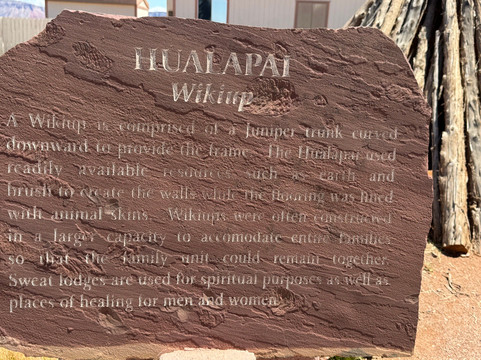 HUALAPAI
Wikiup
A Wikiup is comprised of a Juniper trunk curved
downward to provide the frame. The Hualapai used
readily available resources such as earth and
brush to create the walls while the flooring was lined
with animal skins. Wikiups were often constructed
in a larger capacity to accomodate entire families
so that the family unit could remain together.
Sweat lodges are used for spiritual purposes as well as
places of healing for men and women.